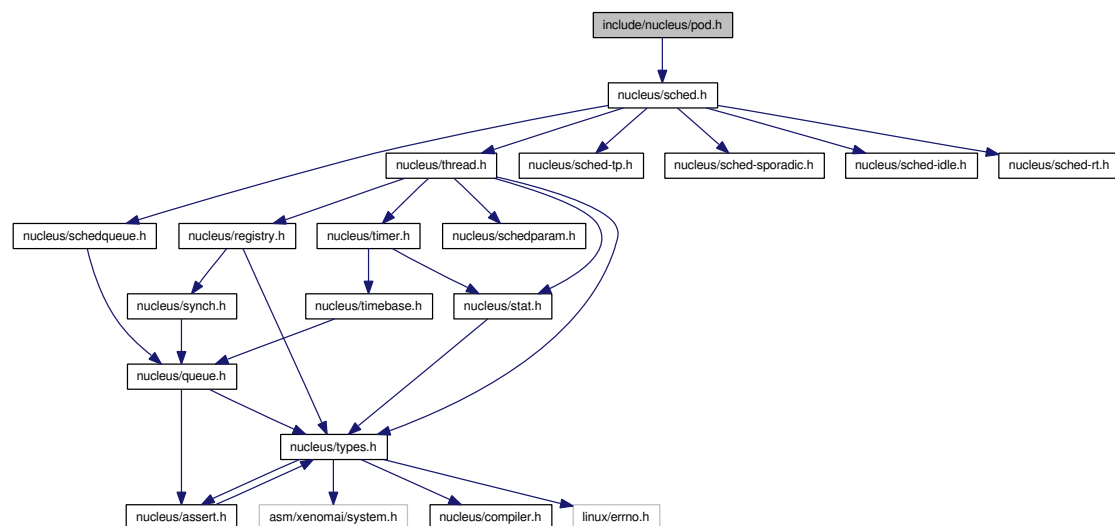 include/nucleus/pod.h
nucleus/sched.h
nucleus/thread.h
nucleus/sched-tp.h
nucleus/sched-sporadic.h
nucleus/sched-idle.h
nucleus/sched-rt.h
nucleus/schedqueue.h
nucleus/registry.h
nucleus/timer.h
nucleus/schedparam.h
nucleus/synch.h
nucleus/timebase.h
nucleus/stat.h
nucleus/queue.h
nucleus/types.h
nucleus/assert.h
asm/xenomai/system.h
nucleus/compiler.h
linux/errno.h